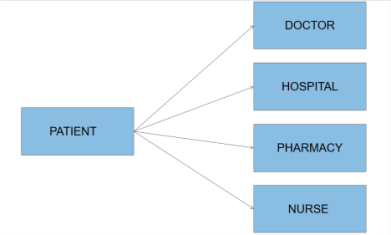 DOCTOR
HOSPITAL
PATIENT
PHARMACY
NURSE